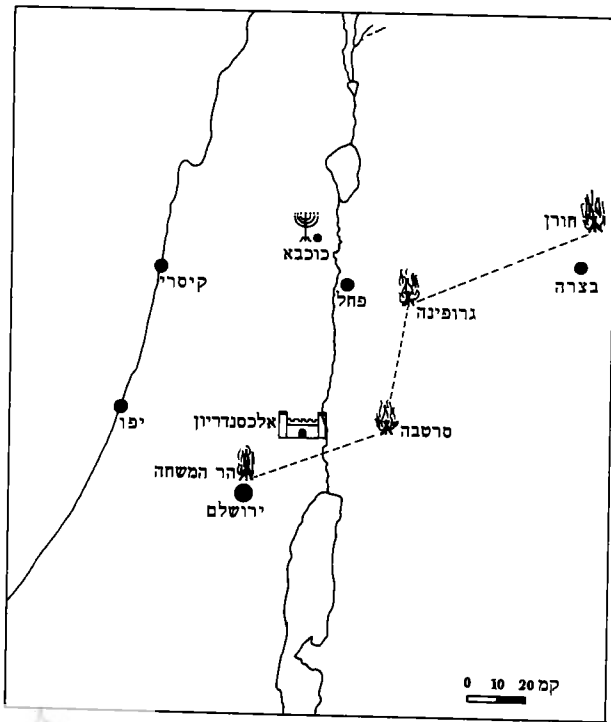 חורן
כוכבא
קיסרי
פחל
גרופינה
בצרה
יפו
אלכסנדריון
סרטבה
הר המשחה
ירושלם
0 10 20 קמ